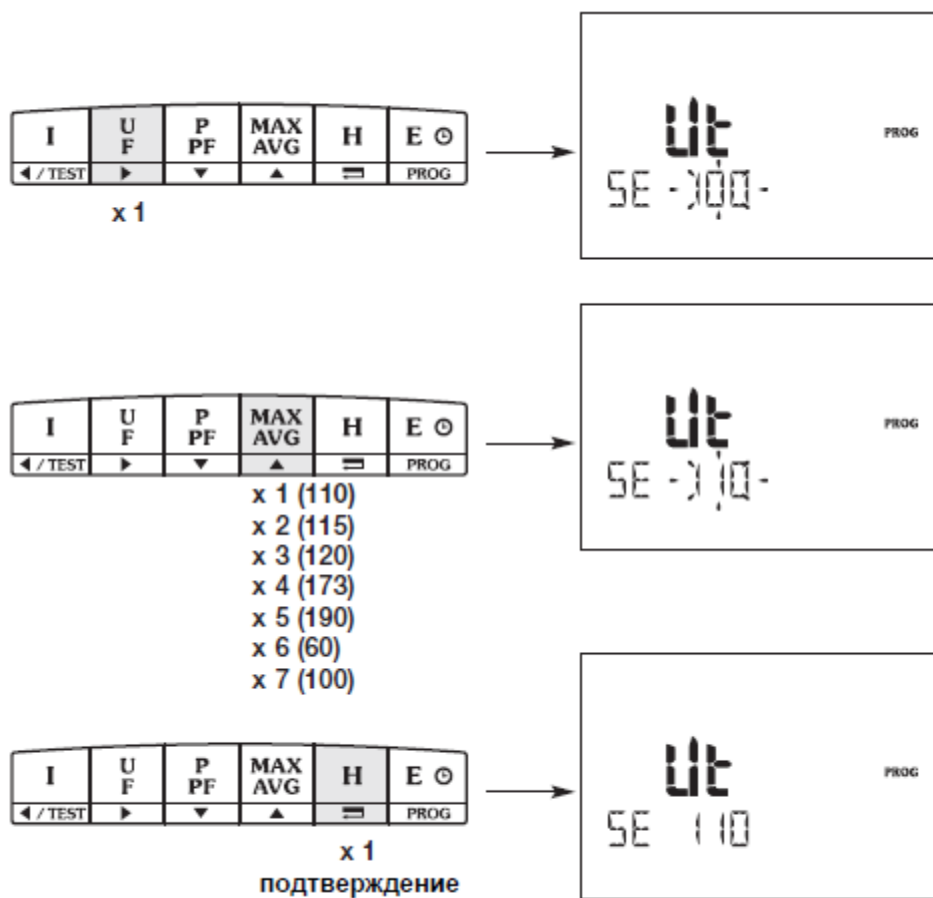 I U F P PF MAX AVG H E
/ TEST PROG
x 1
Ut PROG
SE -100-
I U F P PF MAX AVG H E
/ TEST PROG
x 1 (110)
x 2 (115)
x 3 (120)
x 4 (173)
x 5 (190)
x 6 (60)
x 7 (100)
Ut PROG
SE -110-
I U F P PF MAX AVG H E
/ TEST PROG
x 1
подтверждение
Ut PROG
SE 110